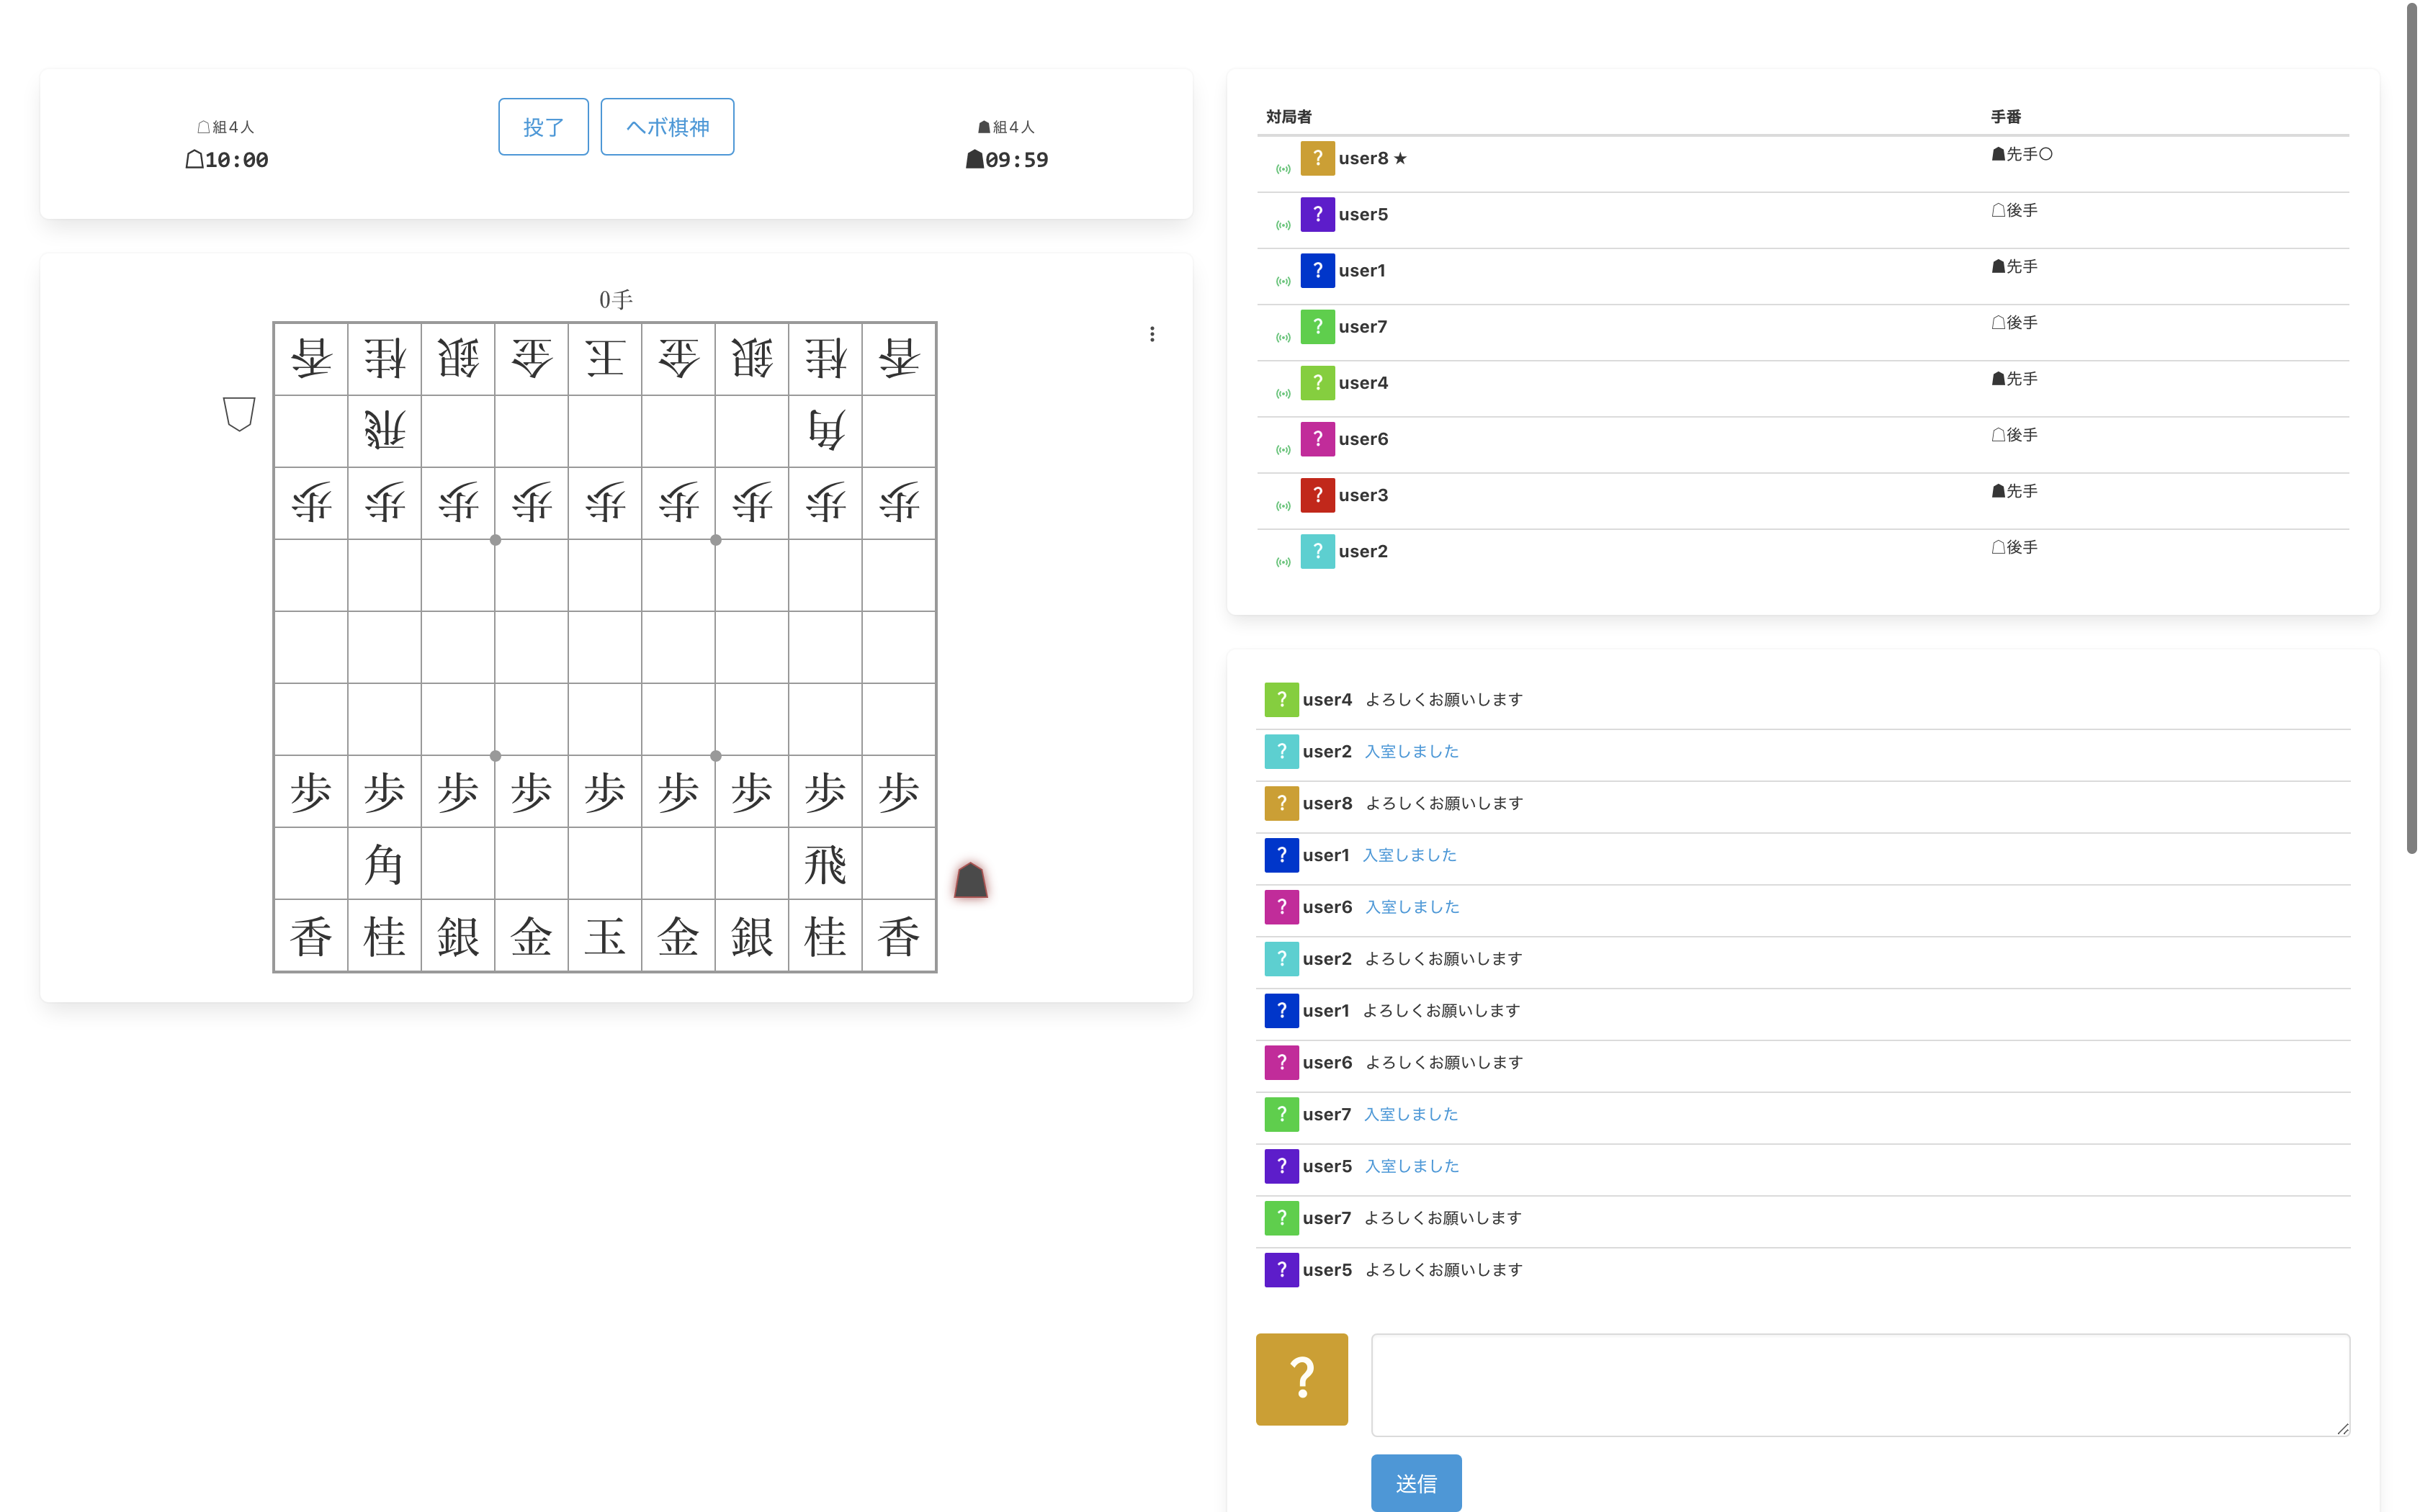 ☖組4人
☖10:00
投了
ヘボ棋神
☗組4人
☗09:59
0手
香桂銀金王金銀桂香
飛角
歩歩歩歩歩歩歩歩歩
歩歩歩歩歩歩歩歩歩
角飛
香桂銀金玉金銀桂香
対局者 手番
? user8 ★ ☗先手○
? user5 ☖後手
? user1 ☗先手
? user7 ☖後手
? user4 ☗先手
? user6 ☖後手
? user3 ☗先手
? user2 ☖後手
? user4 よろしくお願いします
? user2 入室しました
? user8 よろしくお願いします
? user1 入室しました
? user6 入室しました
? user2 よろしくお願いします
? user1 よろしくお願いします
? user6 よろしくお願いします
? user7 入室しました
? user5 入室しました
? user7 よろしくお願いします
? user5 よろしくお願いします
?
送信